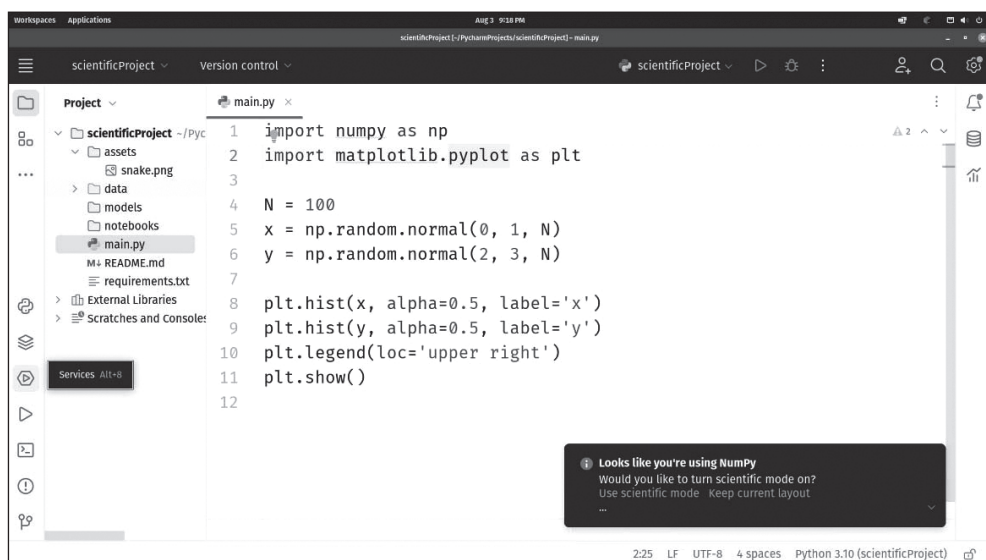 Workspaces Applications
Aug 3 9:18 PM
scientificProject [~/PycharmProjects/scientificProject] – main.py
scientificProject
Version control
scientificProject
Project
main.py
scientificProject ~/Pyc
assets
snake.png
data
models
notebooks
main.py
M↓ README.md
requirements.txt
External Libraries
Scratches and Consoles
Services Alt+8
1 import numpy as np
2 import matplotlib.pyplot as plt
3
4 N = 100
5 x = np.random.normal(0, 1, N)
6 y = np.random.normal(2, 3, N)
7
8 plt.hist(x, alpha=0.5, label='x')
9 plt.hist(y, alpha=0.5, label='y')
10 plt.legend(loc='upper right')
11 plt.show()
12
2
Looks like you're using NumPy
Would you like to turn scientific mode on?
Use scientific mode Keep current layout
...
2:25 LF UTF-8 4 spaces Python 3.10 (scientificProject)